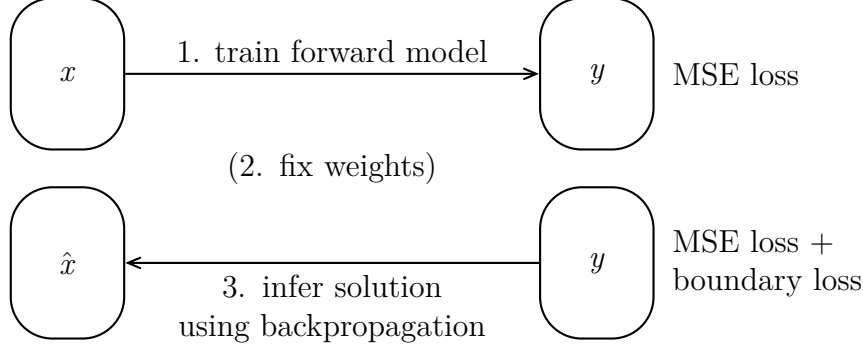 x
1. train forward model
y
MSE loss
(2. fix weights)
x̂
3. infer solution
using backpropagation
y
MSE loss +
boundary loss